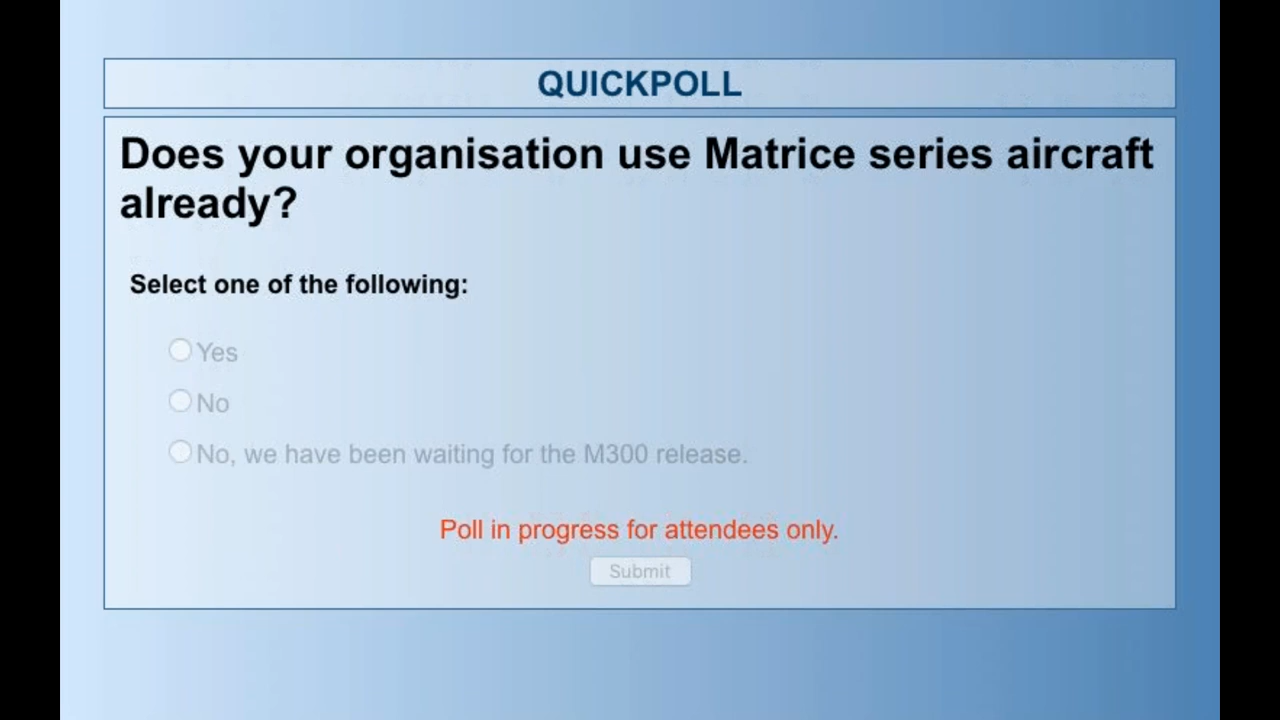 QUICKPOLL
Does your organisation use Matrice series aircraft
already?
Select one of the following:
Yes
No
No, we have been waiting for the M300 release.
Poll in progress for attendees only.
Submit